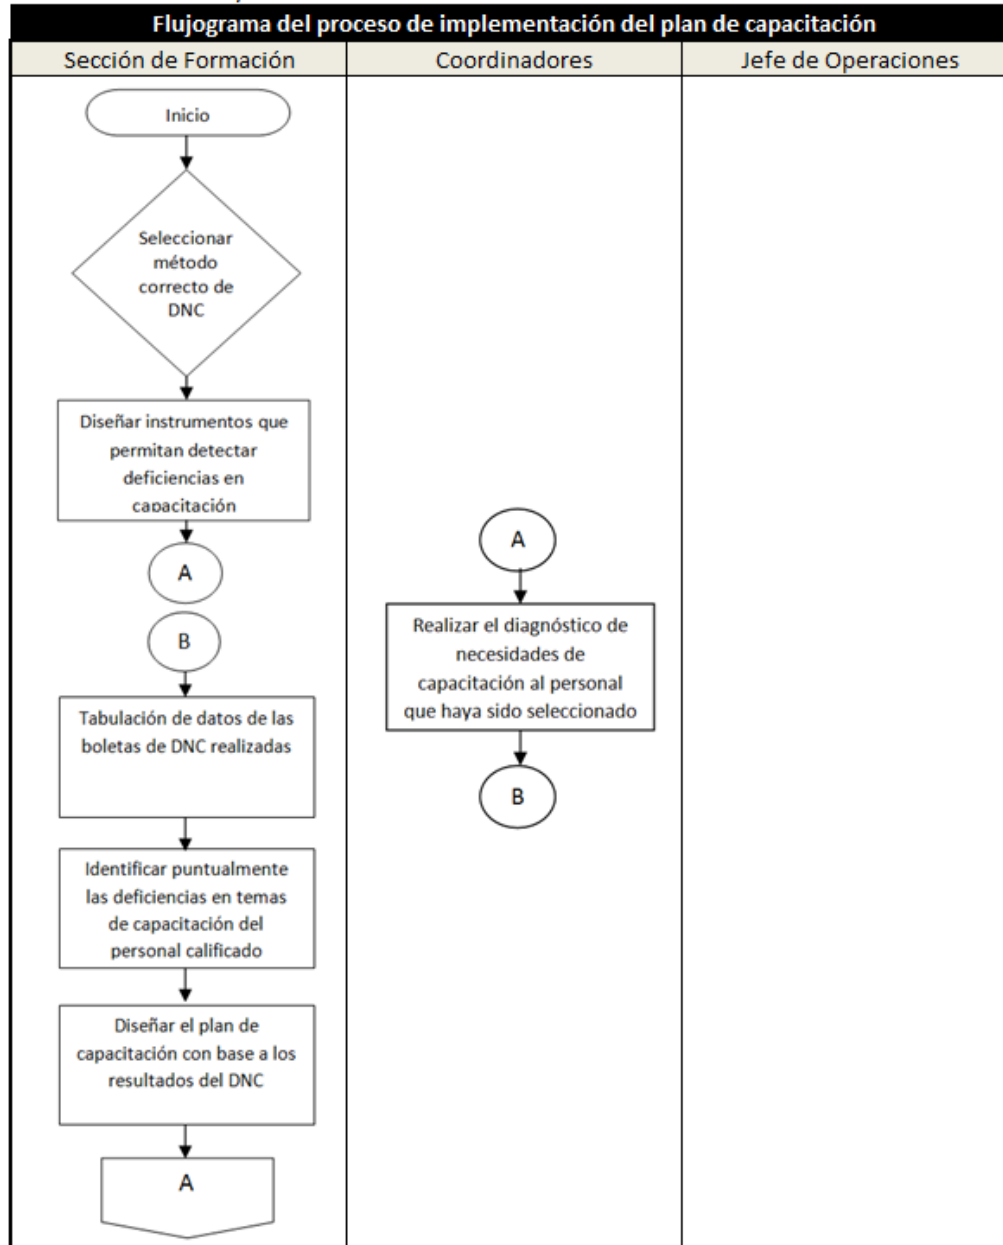 Flujograma del proceso de implementación del plan de capacitación
Sección de Formación
Coordinadores
Jefe de Operaciones
Inicio
Seleccionar
método
correcto de
DNC
Diseñar instrumentos que
permitan detectar
deficiencias en
capacitación
A
B
Tabulación de datos de las
boletas de DNC realizadas
Identificar puntualmente
las deficiencias en temas
de capacitación del
personal calificado
Diseñar el plan de
capacitación con base a los
resultados del DNC
A
A
Realizar el diagnóstico de
necesidades de
capacitación al personal
que haya sido seleccionado
B